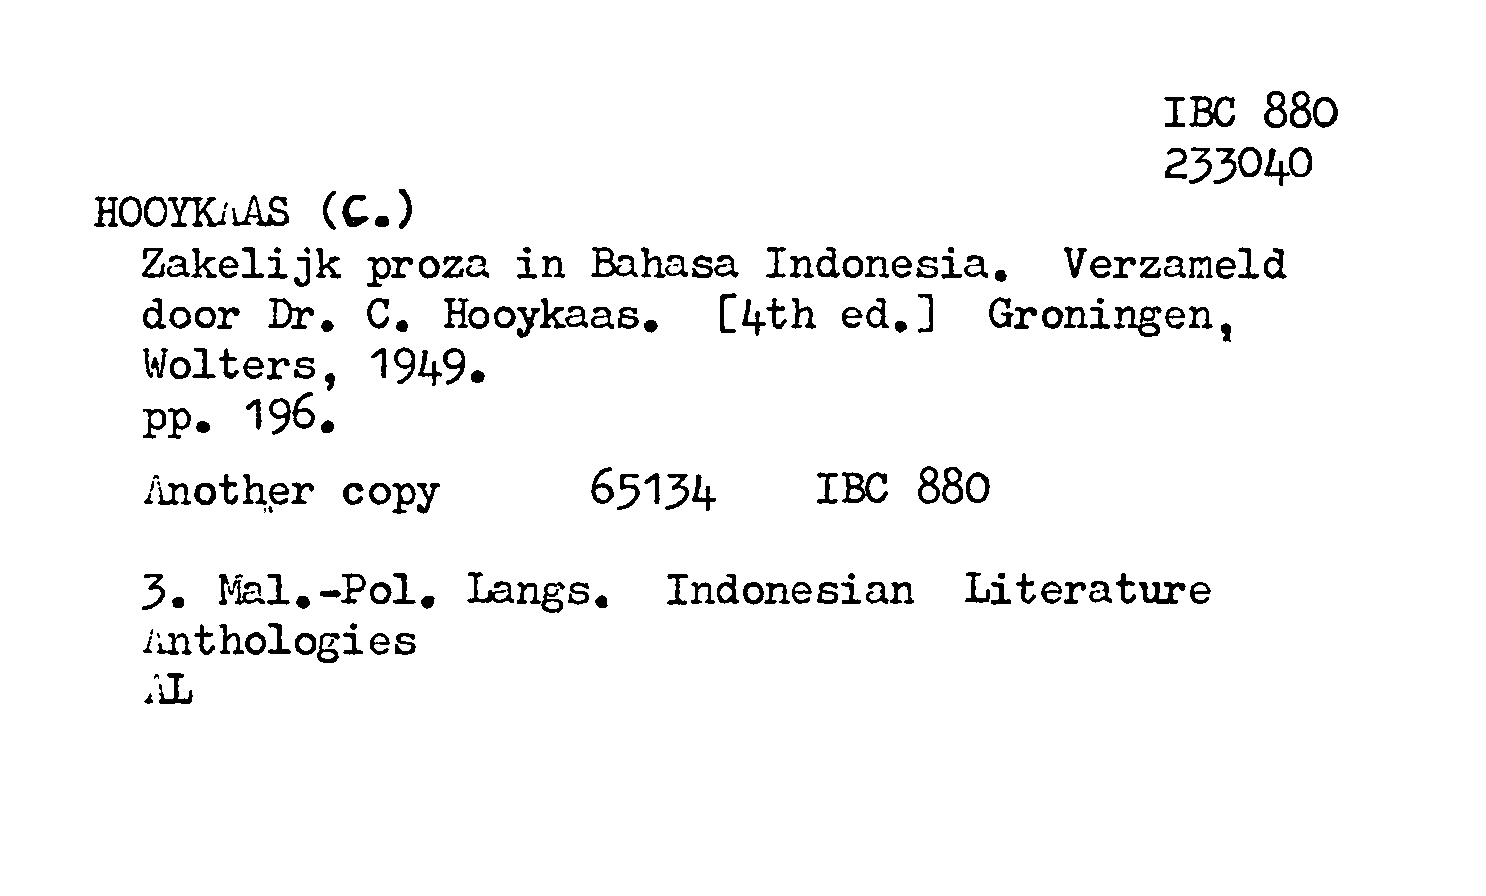 IBC 880
233040
HOOYKAAS (C.)
Zakelijk proza in Bahasa Indonesia. Verzameld
door Dr. C. Hooykaas. [4th ed.] Groningen,
Wolters, 1949.
pp. 196.
Another copy 65134 IBC 880
3. Mal.-Pol. Langs. Indonesian Literature
Anthologies
AL